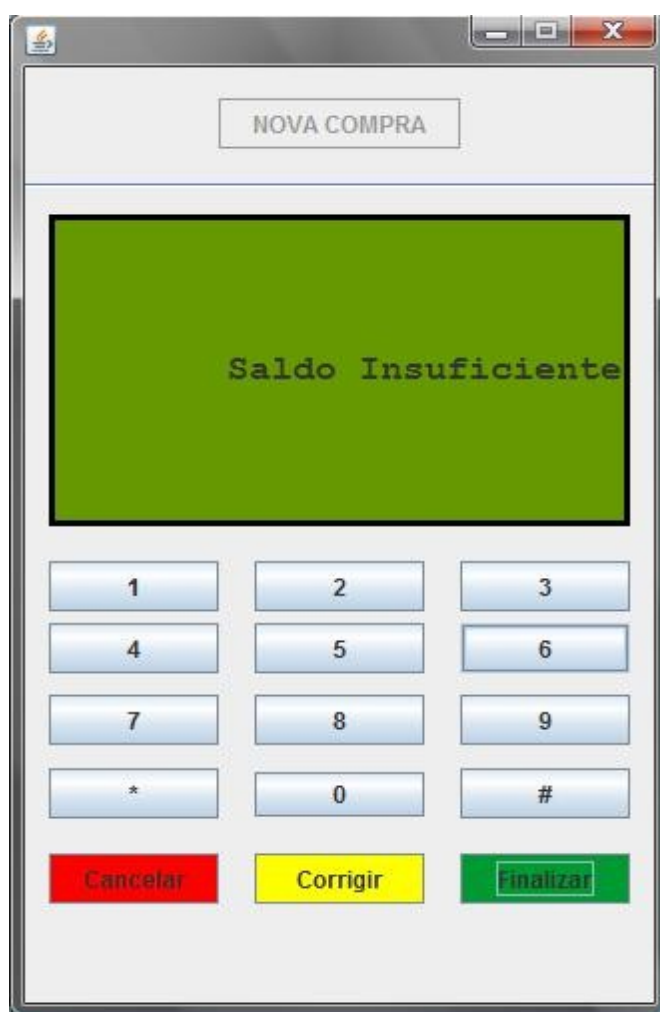 NOVA COMPRA
Saldo Insuficiente
1 2 3
4 5 6
7 8 9
* 0 #
Cancelar Corrigir Finalizar